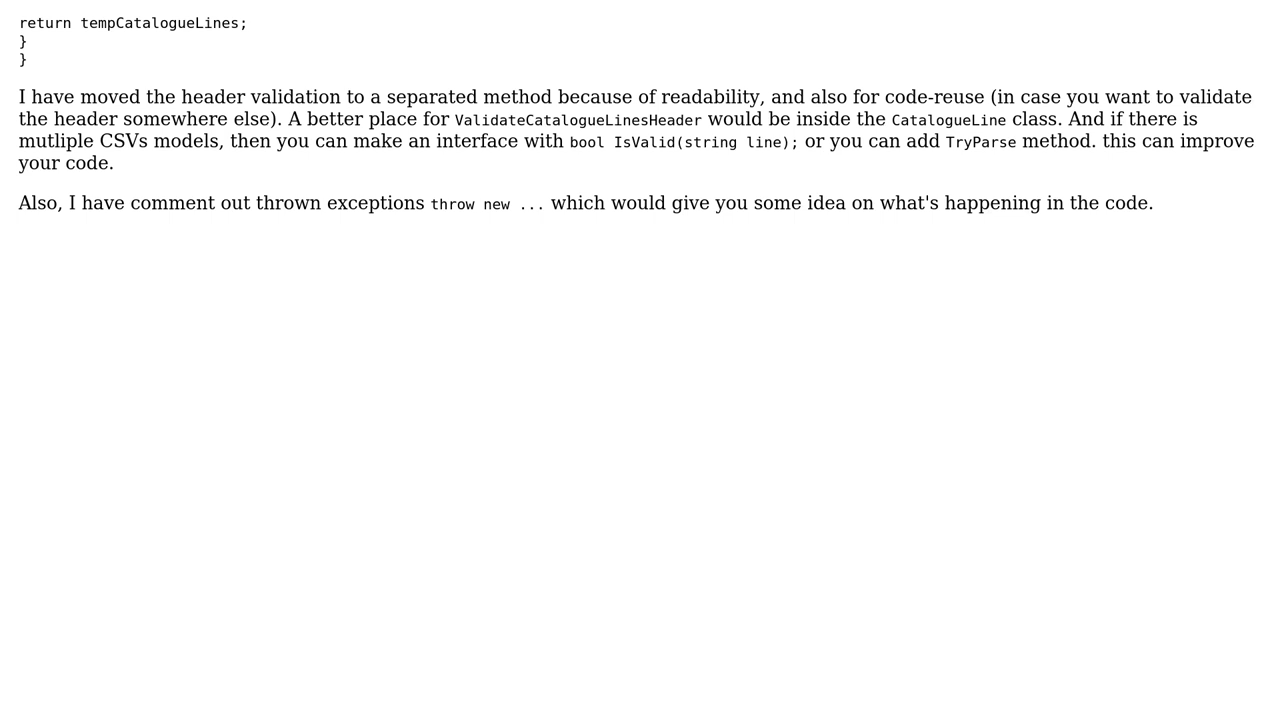 return tempCatalogueLines;
}
}
I have moved the header validation to a separated method because of readability, and also for code-reuse (in case you want to validate
the header somewhere else). A better place for ValidateCatalogueLinesHeader would be inside the CatalogueLine class. And if there is
mutliple CSVs models, then you can make an interface with bool IsValid(string line); or you can add TryParse method. this can improve
your code.
Also, I have comment out thrown exceptions throw new ... which would give you some idea on what's happening in the code.